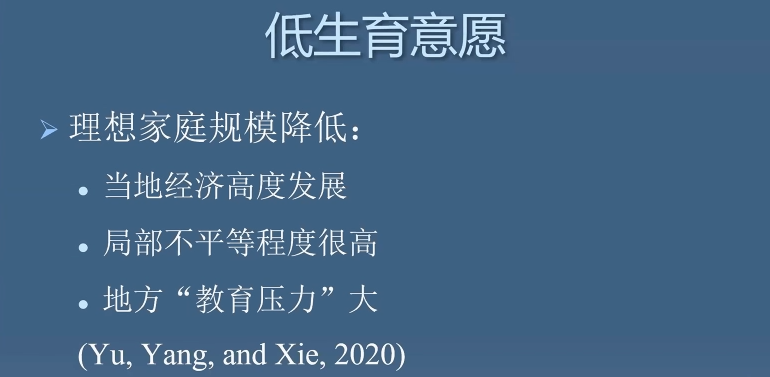 低生育意愿
理想家庭规模降低：
当地经济高度发展
局部不平等程度很高
地方“教育压力”大
(Yu, Yang, and Xie, 2020)